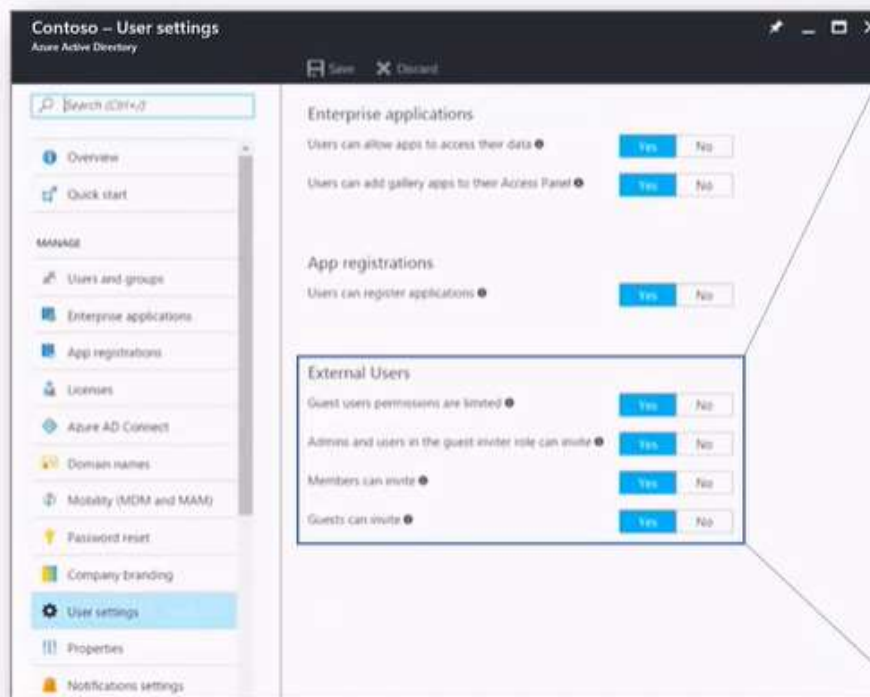 Contoso – User settings
Azure Active Directory
Save Discard
Search (Ctrl+/)
Overview
Quick start
MANAGE
Users and groups
Enterprise applications
App registrations
Licenses
Azure AD Connect
Domain names
Mobility (MDM and MAM)
Password reset
Company branding
User settings
Properties
Notifications settings
Enterprise applications
Users can allow apps to access their data Yes No
Users can add gallery apps to their Access Panel Yes No
App registrations
Users can register applications Yes No
External Users
Guest users permissions are limited Yes No
Admins and users in the guest inviter role can invite Yes No
Members can invite Yes No
Guests can invite Yes No